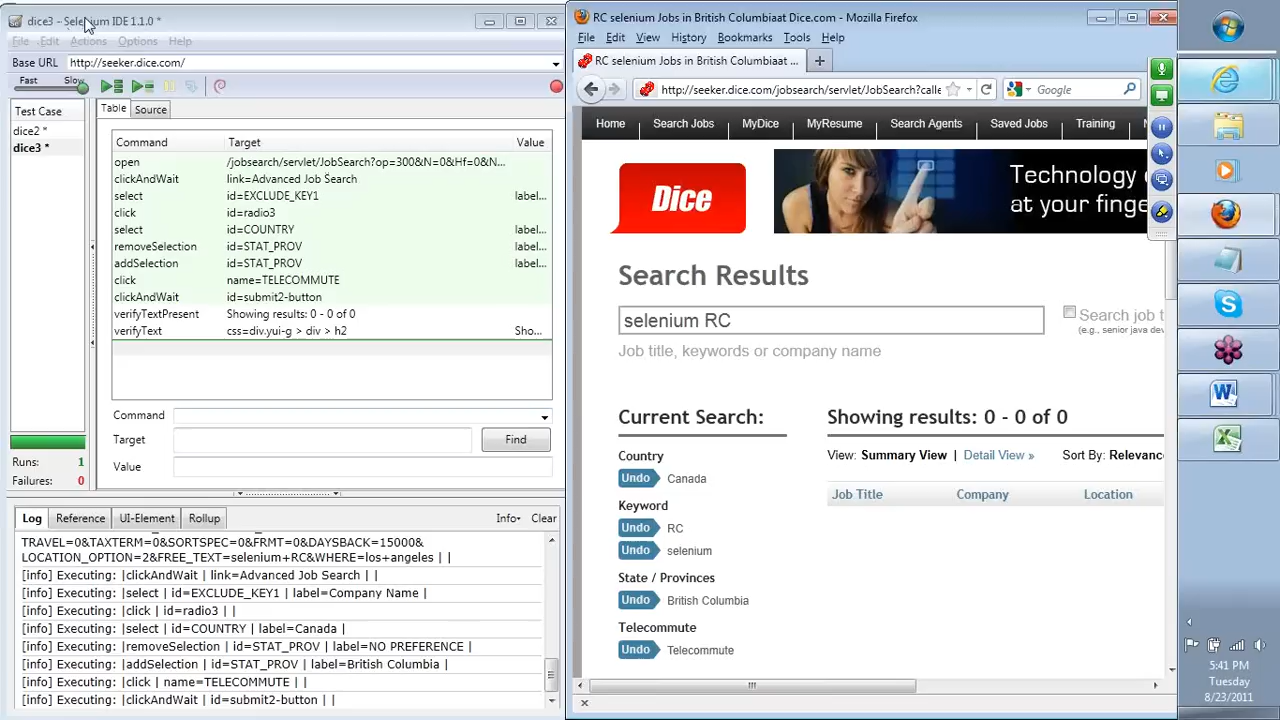 dice3 - Selenium IDE 1.1.0 *
File Edit Actions Options Help
Base URL http://seeker.dice.com/
Fast Slow
Test Case
dice2 *
dice3 *
Table Source
Command Target Value
open /jobsearch/servlet/JobSearch?op=300&N=0&Hf=0&N...
clickAndWait link=Advanced Job Search
select id=EXCLUDE_KEY1 label...
click id=radio3
select id=COUNTRY label...
removeSelection id=STAT_PROV label...
addSelection id=STAT_PROV label...
click name=TELECOMMUTE
clickAndWait id=submit2-button
verifyTextPresent Showing results: 0 - 0 of 0
verifyText css=div.yui-g > div > h2 Sho...
Command
Target Find
Value
Runs: 1
Failures: 0
Log Reference UI-Element Rollup Info Clear
TRAVEL=0&TAXTERM=0&SORTSPEC=0&FRMT=0&DAYSBACK=15000&
LOCATION_OPTION=2&FREE_TEXT=selenium+RC&WHERE=los+angeles | |
[info] Executing: |clickAndWait | link=Advanced Job Search | |
[info] Executing: |select | id=EXCLUDE_KEY1 | label=Company Name |
[info] Executing: |click | id=radio3 | |
[info] Executing: |select | id=COUNTRY | label=Canada |
[info] Executing: |removeSelection | id=STAT_PROV | label=NO PREFERENCE |
[info] Executing: |addSelection | id=STAT_PROV | label=British Columbia |
[info] Executing: |click | name=TELECOMMUTE | |
[info] Executing: |clickAndWait | id=submit2-button | |
RC selenium Jobs in British Columbiaat Dice.com - Mozilla Firefox
File Edit View History Bookmarks Tools Help
RC selenium Jobs in British Columbiaat ...
http://seeker.dice.com/jobsearch/servlet/JobSearch?calle
Google
Home Search Jobs MyDice MyResume Search Agents Saved Jobs Training
Dice
Technology
at your finge
Search Results
selenium RC
Search job t
(e.g., senior java dev
Job title, keywords or company name
Current Search:
Showing results: 0 - 0 of 0
View: Summary View | Detail View » Sort By: Relevanc
Job Title Company Location
Country
Undo Canada
Keyword
Undo RC
Undo selenium
State / Provinces
Undo British Columbia
Telecommute
Undo Telecommute
5:41 PM
Tuesday
8/23/2011